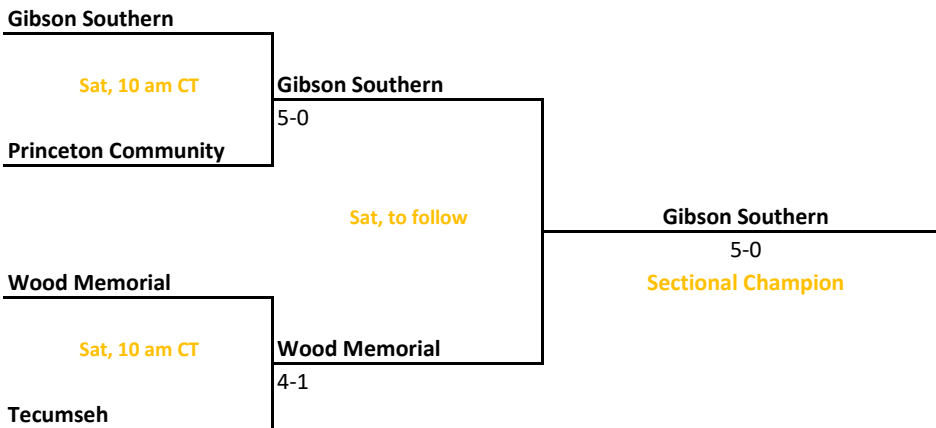 Gibson Southern
Sat, 10 am CT
Gibson Southern
5-0
Princeton Community
Sat, to follow
Gibson Southern
5-0
Wood Memorial
Sectional Champion
Sat, 10 am CT
Wood Memorial
4-1
Tecumseh